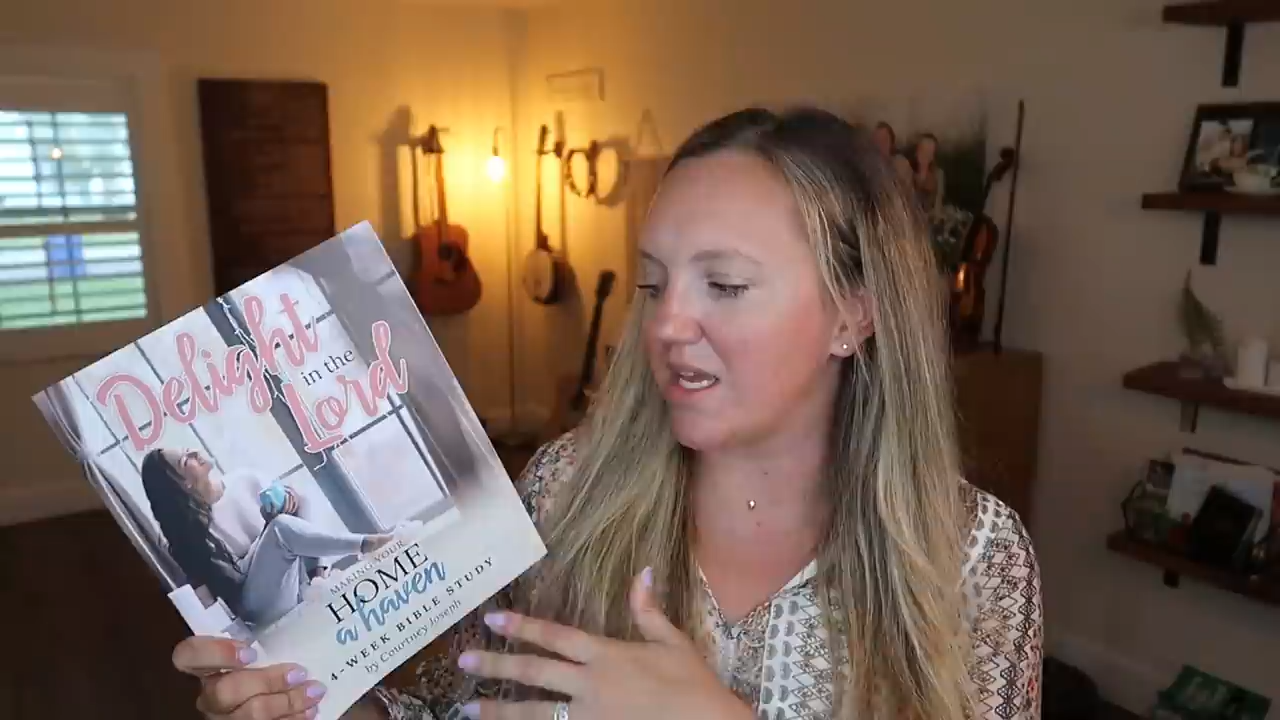 Delight
in the
Lord
MAKING YOUR
HOME
a haven
4-WEEK BIBLE STUDY
by Courtney Joseph